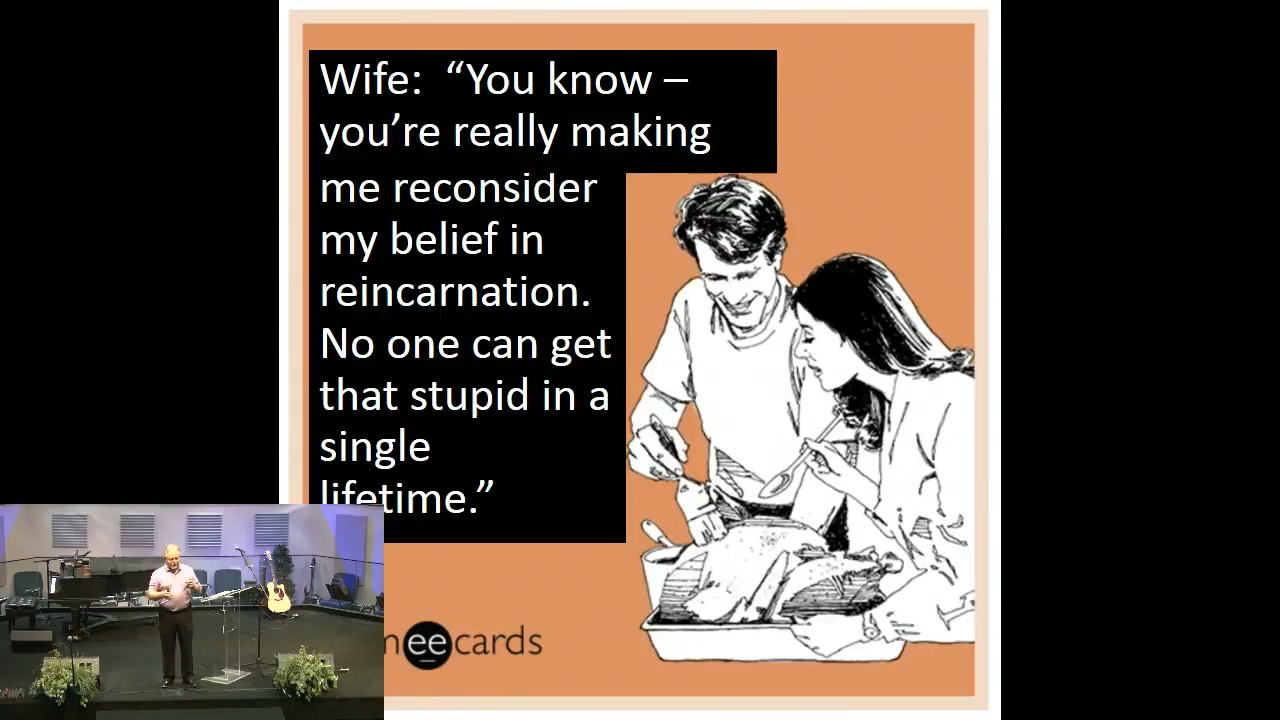 Wife: “You know –
you’re really making
me reconsider
my belief in
reincarnation.
No one can get
that stupid in a
single
lifetime.”
eecards